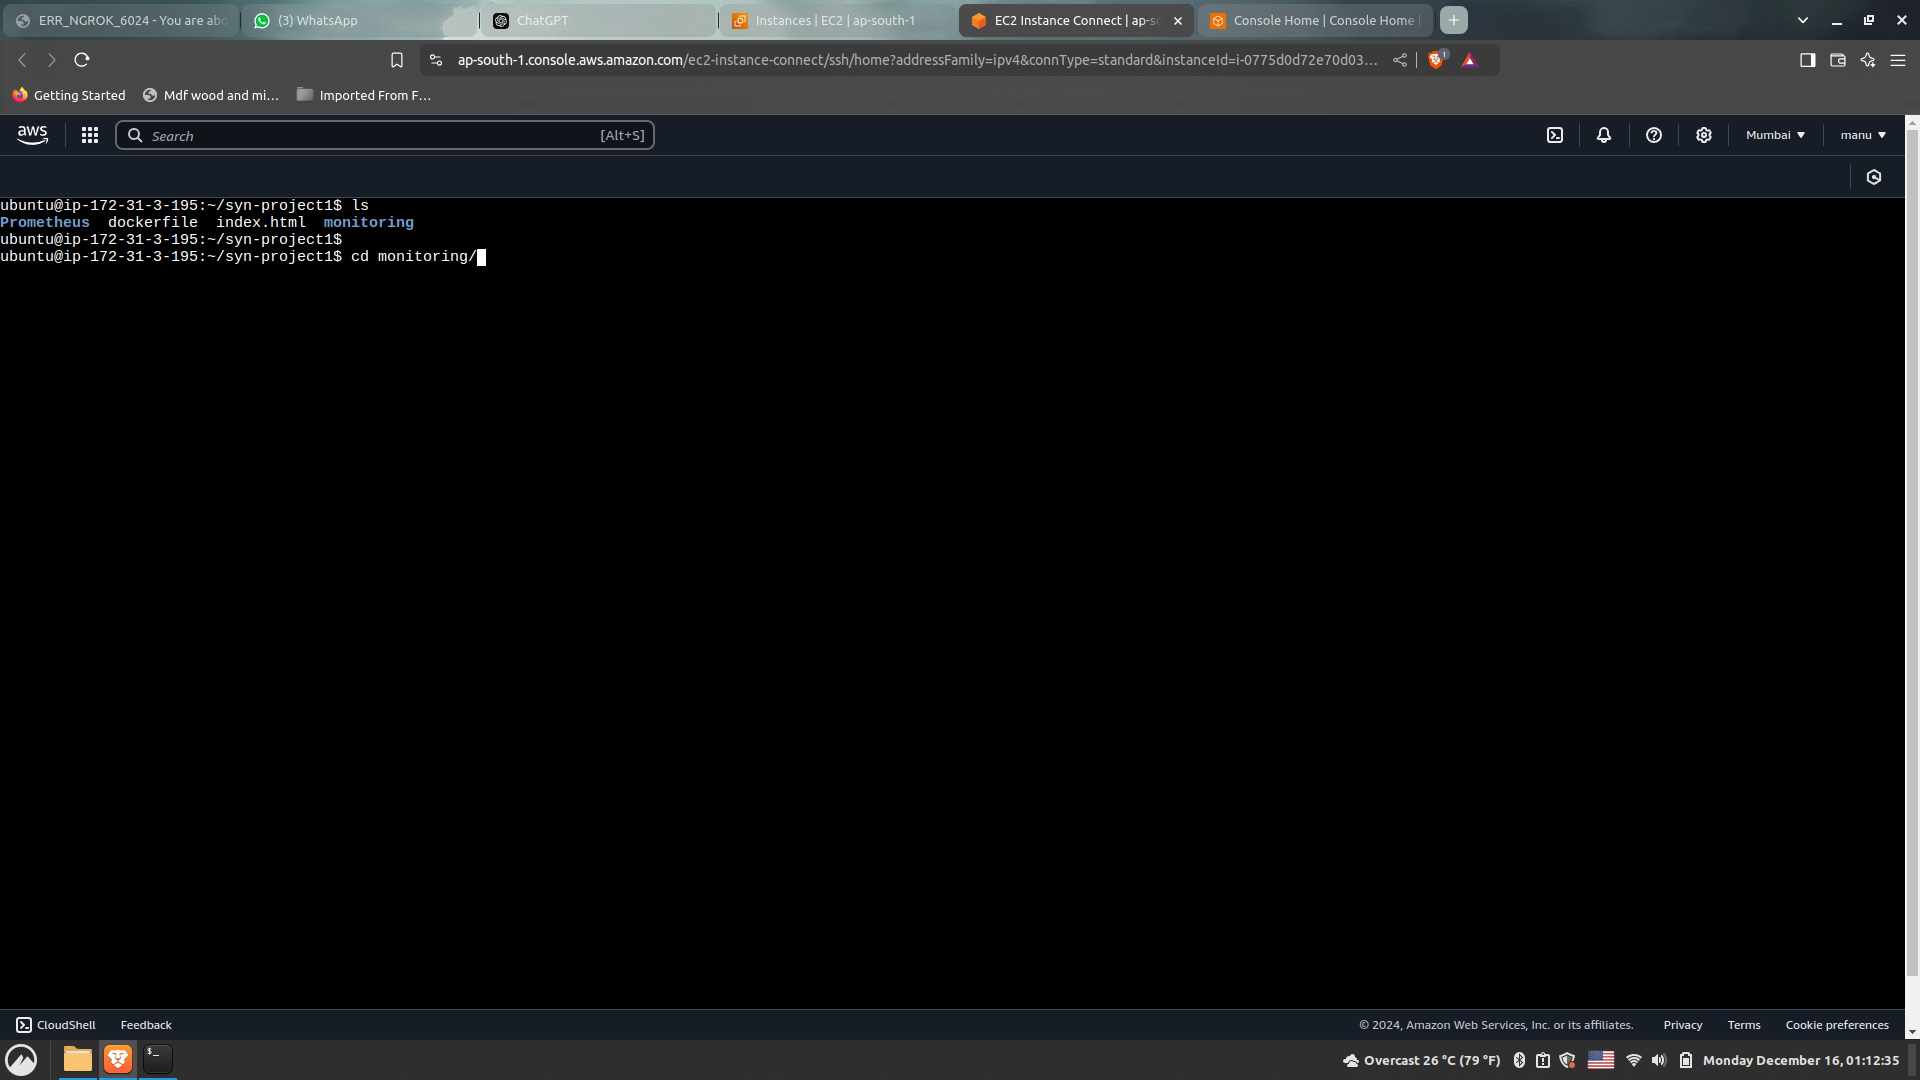 ERR_NGROK_6024 - You are abo
(3) WhatsApp
ChatGPT
Instances | EC2 | ap-south-1
EC2 Instance Connect | ap-so
Console Home | Console Home |
ap-south-1.console.aws.amazon.com/ec2-instance-connect/ssh/home?addressFamily=ipv4&connType=standard&instanceId=i-0775d0d72e70d03...
1
Getting Started
Mdf wood and mi...
Imported From F...
aws
Search
[Alt+S]
Mumbai
manu
ubuntu@ip-172-31-3-195:~/syn-project1$ ls
Prometheus  dockerfile  index.html  monitoring
ubuntu@ip-172-31-3-195:~/syn-project1$
ubuntu@ip-172-31-3-195:~/syn-project1$ cd monitoring/
CloudShell
Feedback
© 2024, Amazon Web Services, Inc. or its affiliates.
Privacy
Terms
Cookie preferences
$_
Overcast 26 °C (79 °F)
Monday December 16, 01:12:35